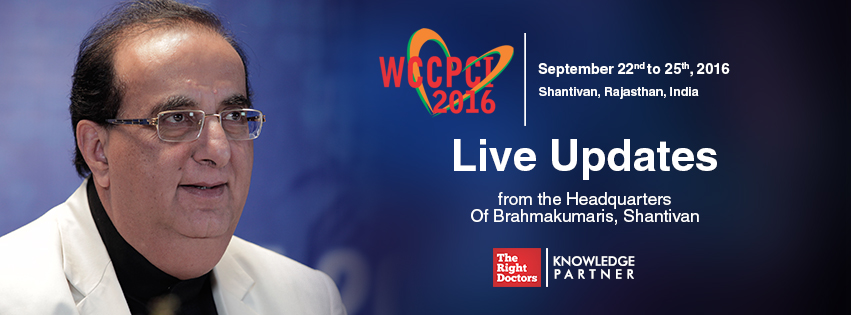 WCCPCI
2016
September 22nd to 25th, 2016
Shantivan, Rajasthan, India
Live Updates
from the Headquarters
Of Brahmakumaris, Shantivan
The
Right
Doctors
KNOWLEDGE
PARTNER